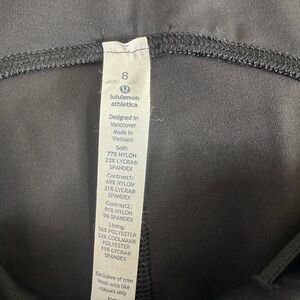 8
lululemon
athletica
Designed in
Vancouver
Made in
Vietnam
Self:
77% NYLON
23% LYCRA®
SPANDEX
Contrast1:
69% NYLON
31% LYCRA®
SPANDEX
Contrast2:
91% NYLON
9% SPANDEX
Lining:
56% POLYESTER
33% COOLMAX®
POLYESTER
11% LYCRA®
SPANDEX
Exclusive of trim
Wash with like
colours only